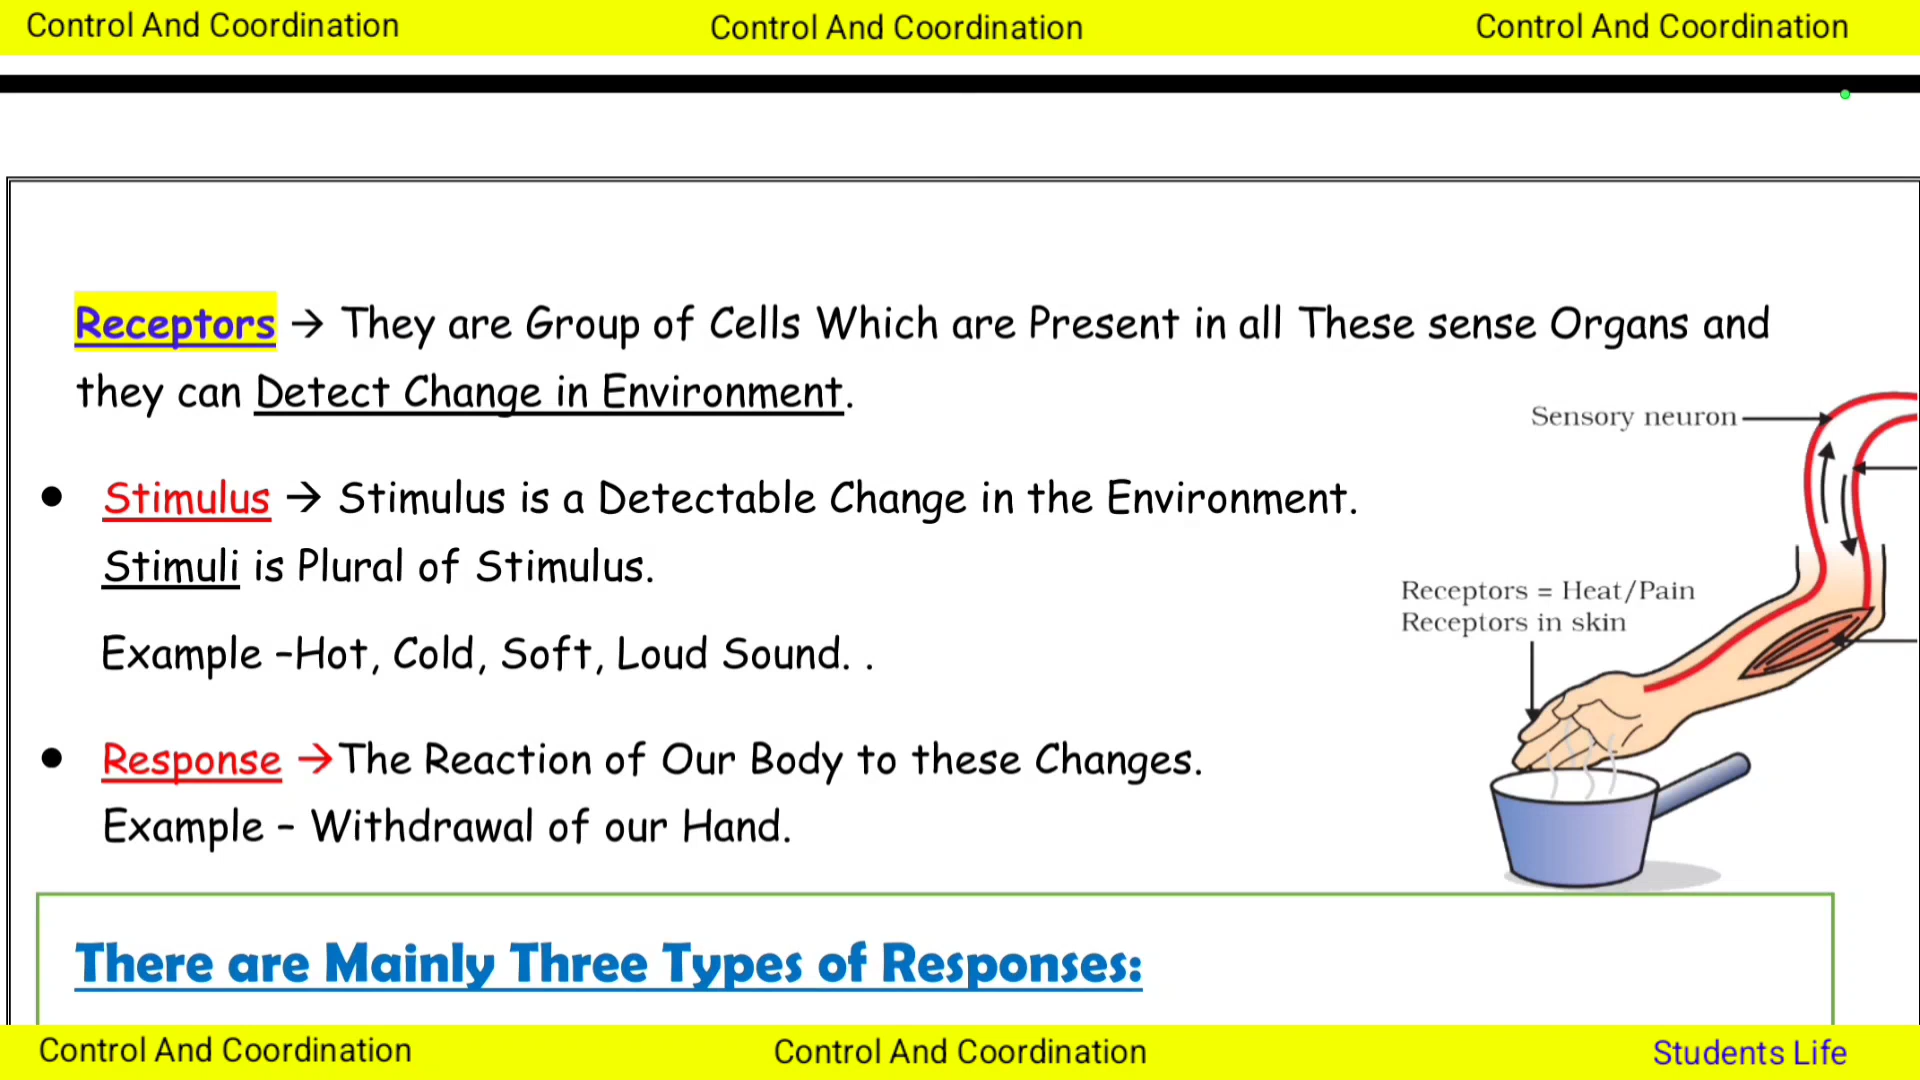 Control And Coordination
Control And Coordination
Control And Coordination
Receptors → They are Group of Cells Which are Present in all These sense Organs and
they can Detect Change in Environment.
• Stimulus → Stimulus is a Detectable Change in the Environment.
Stimuli is Plural of Stimulus.
Example –Hot, Cold, Soft, Loud Sound. .
• Response →The Reaction of Our Body to these Changes.
Example – Withdrawal of our Hand.
Sensory neuron
Receptors = Heat/Pain
Receptors in skin
There are Mainly Three Types of Responses:
Control And Coordination
Control And Coordination
Students Life